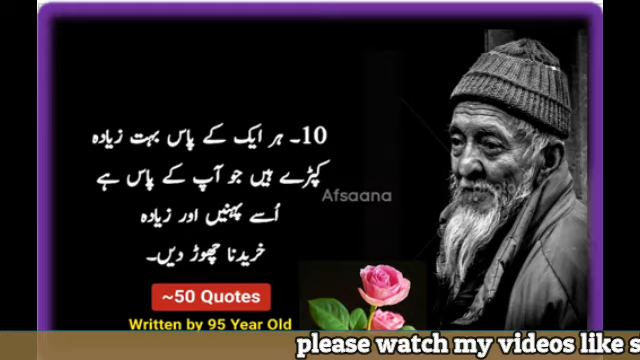 10۔ ہر ایک کے پاس بہت زیادہ
کپڑے ہیں جو آپ کے پاس ہے
اُسے پہنیں اور زیادہ
خریدنا چھوڑ دیں۔
Afsaana
~50 Quotes
Written by 95 Year Old
please watch my videos like s